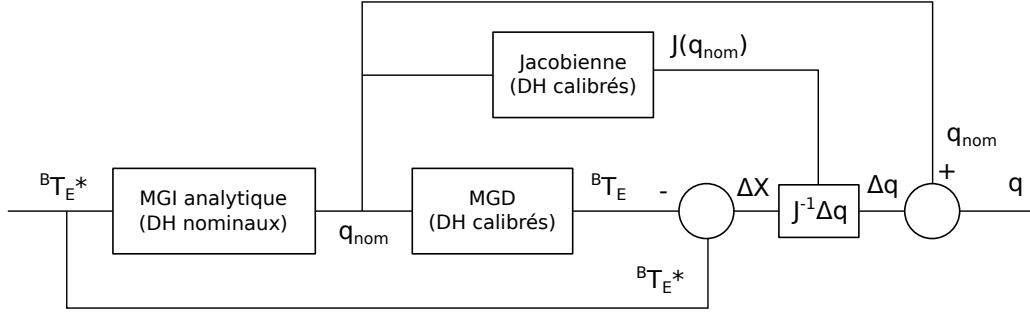 Jacobienne
(DH calibrés)
J(qnom)
BTE*
MGI analytique
(DH nominaux)
qnom
MGD
(DH calibrés)
BTE
-
ΔX
J-1Δq
Δq
qnom
+
q
BTE*